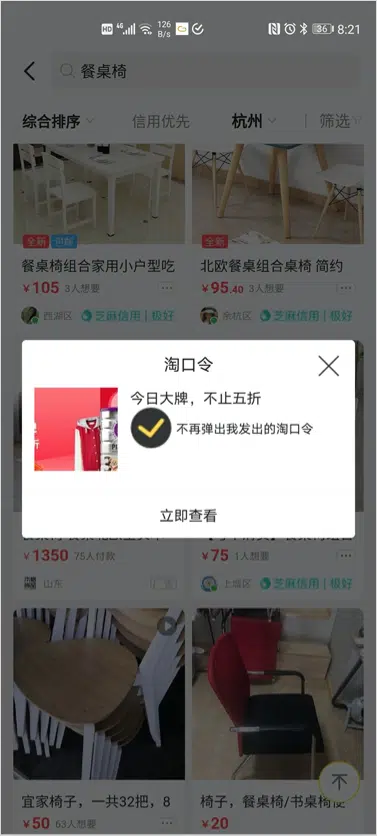 HD 4G 126 B/s 36 8:21
餐桌椅
综合排序 信用优先 杭州 筛选
全新 包邮
全新
餐桌椅组合家用小户型吃
北欧餐桌组合桌椅 简约
¥105 3人想要 ...
¥95.40 3人想要 ...
西湖区 芝麻信用 | 极好
余杭区 芝麻信用 | 极好
淘口令
今日大牌，不止五折
不再弹出我发出的淘口令
立即查看
¥1350 75人付款
¥75 1人想要 ...
山东 广告
上城区 芝麻信用 | 极好
宜家椅子，一共32把，8
椅子，餐桌椅/书桌椅便
¥50 63人想要 ...
¥20